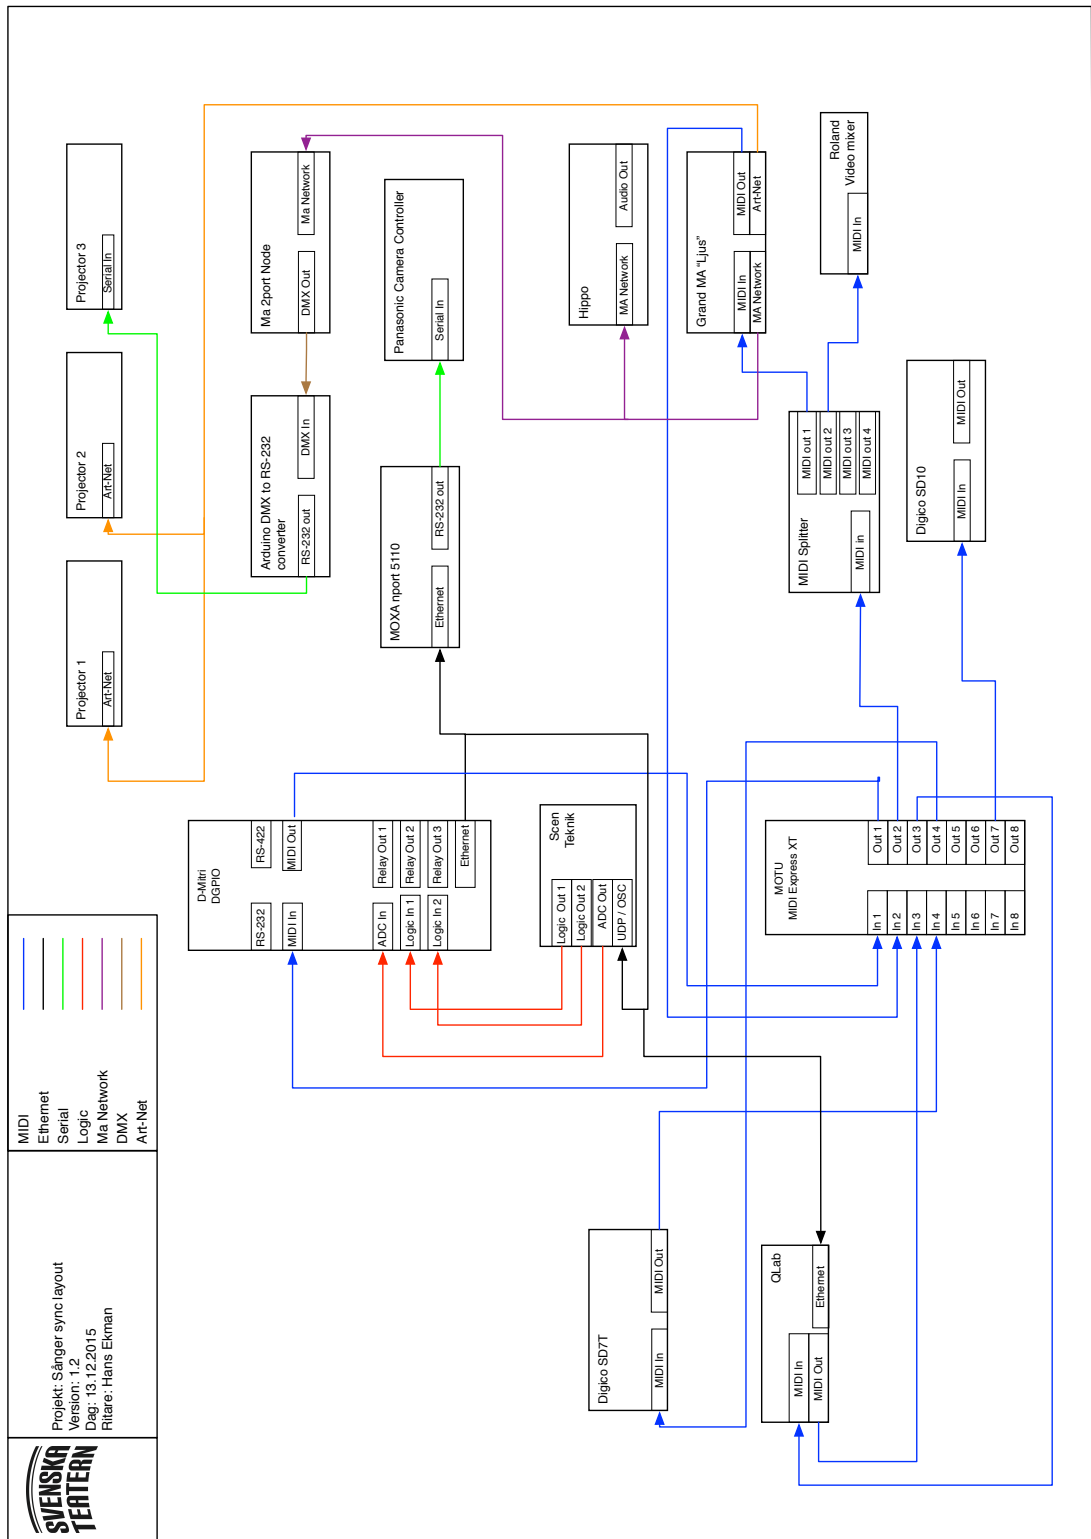 SVENSKA
TEATERN
Projekt: Sånger sync layout
Version: 1.2
Dag: 13.12.2015
Ritare: Hans Ekman
MIDI
Ethernet
Serial
Logic
Ma Network
DMX
Art-Net
Projector 1
Art-Net
Projector 2
Art-Net
Projector 3
Serial In
Arduino DMX to RS-232
converter
RS-232 out
DMX In
Ma 2port Node
DMX Out
Ma Network
MOXA nport 5110
Ethernet
RS-232 out
Panasonic Camera Controller
Serial In
Hippo
MA Network
Audio Out
Grand MA "Ljus"
MIDI In
MIDI Out
MA Network
Art-Net
Roland
Video mixer
MIDI In
MIDI Splitter
MIDI in
MIDI out 1
MIDI out 2
MIDI out 3
MIDI out 4
Digico SD10
MIDI In
MIDI Out
D-Mitri
DGPIO
RS-232
RS-422
MIDI In
MIDI Out
ADC In
Relay Out 1
Logic In 1
Relay Out 2
Logic In 2
Relay Out 3
Ethernet
Scen
Teknik
Logic Out 1
Logic Out 2
ADC Out
UDP / OSC
MOTU
MIDI Express XT
In 1
Out 1
In 2
Out 2
In 3
Out 3
In 4
Out 4
In 5
Out 5
In 6
Out 6
In 7
Out 7
In 8
Out 8
Digico SD7T
MIDI In
MIDI Out
QLab
MIDI In
MIDI Out
Ethernet